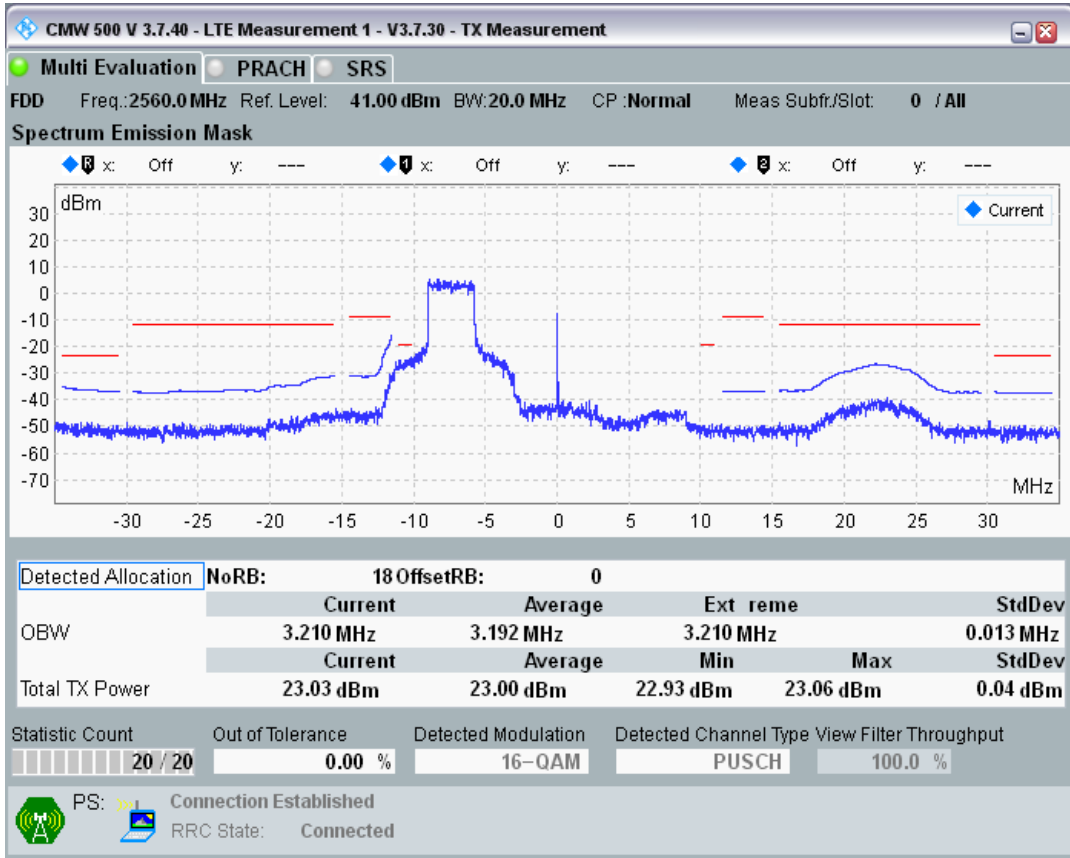 CMW 500 V 3.7.40 - LTE Measurement 1 - V3.7.30 - TX Measurement
Multi Evaluation PRACH SRS
FDD Freq.:2560.0 MHz Ref. Level: 41.00 dBm BW:20.0 MHz CP :Normal Meas Subfr./Slot: 0 / All
Spectrum Emission Mask
R x: Off y: --- 1 x: Off y: --- 2 x: Off y: ---
dBm
Current
30
20
10
0
-10
-20
-30
-40
-50
-60
-70
MHz
-30 -25 -20 -15 -10 -5 0 5 10 15 20 25 30
Detected Allocation NoRB: 18 OffsetRB: 0
Current Average Ext reme StdDev
OBW 3.210 MHz 3.192 MHz 3.210 MHz 0.013 MHz
Current Average Min Max StdDev
Total TX Power 23.03 dBm 23.00 dBm 22.93 dBm 23.06 dBm 0.04 dBm
Statistic Count Out of Tolerance Detected Modulation Detected Channel Type View Filter Throughput
20 / 20 0.00 % 16-QAM PUSCH 100.0 %
PS: Connection Established
RRC State: Connected